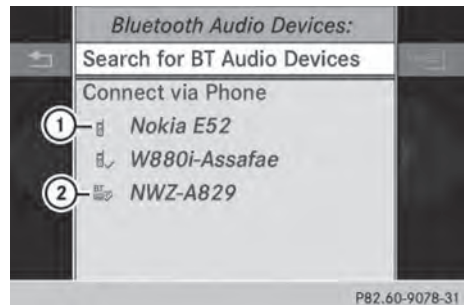 Bluetooth Audio Devices:
Search for BT Audio Devices
Connect via Phone
1 Nokia E52
W880i-Assafae
2 NWZ-A829
P82.60-9078-31